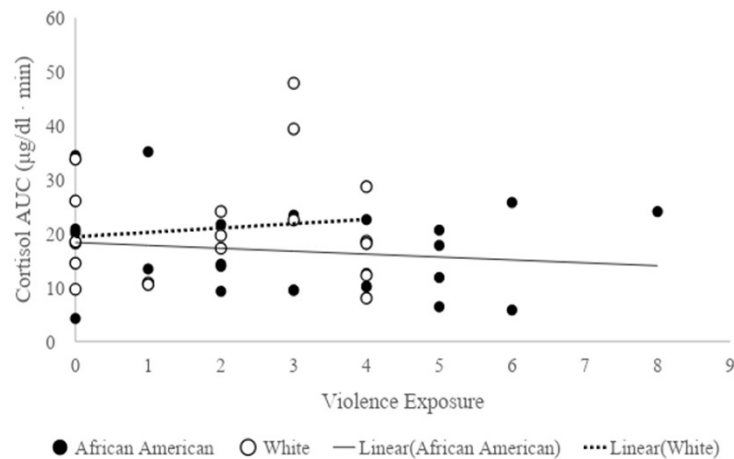 60
50
40
30
20
10
0
Cortisol AUC (µg/dl · min)
0 1 2 3 4 5 6 7 8 9
Violence Exposure
African American White Linear(African American) Linear(White)